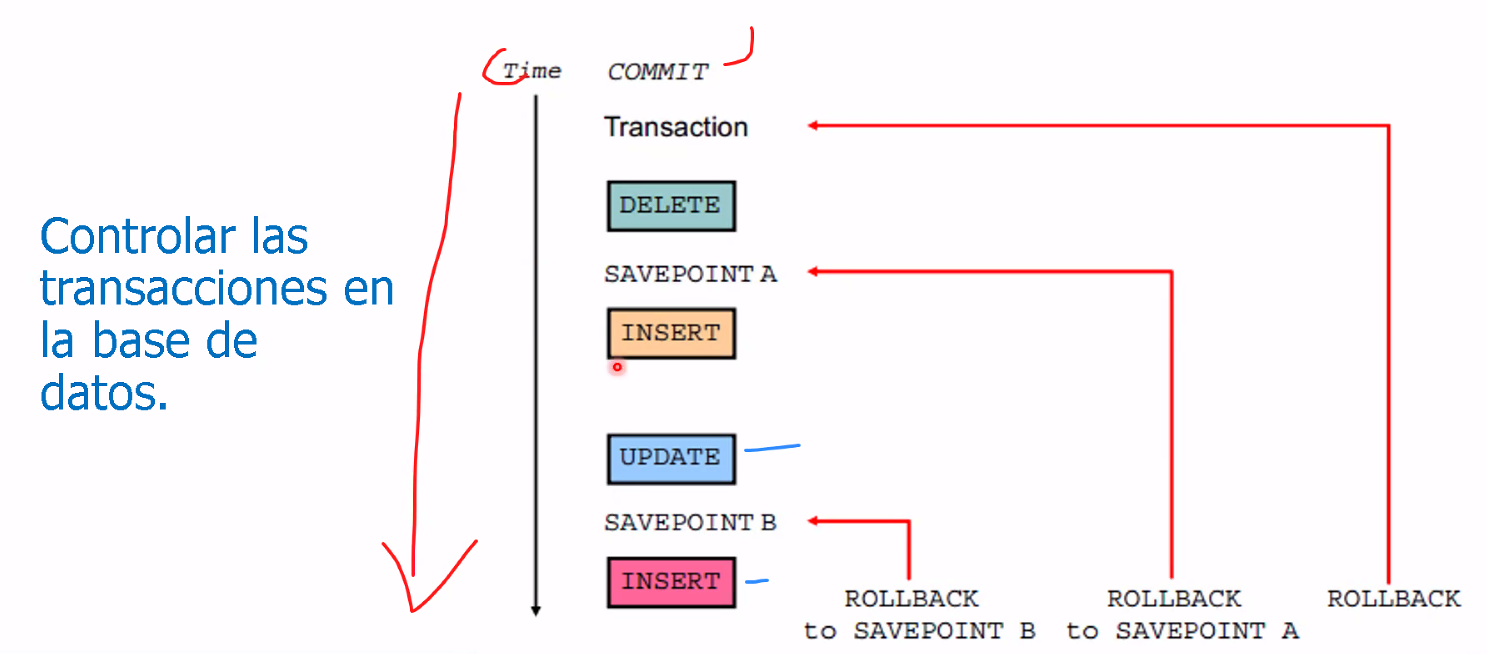 Controlar las
transacciones en
la base de
datos.
Time COMMIT
Transaction
DELETE
SAVEPOINT A
INSERT
UPDATE
SAVEPOINT B
INSERT
ROLLBACK
to SAVEPOINT B
ROLLBACK
to SAVEPOINT A
ROLLBACK